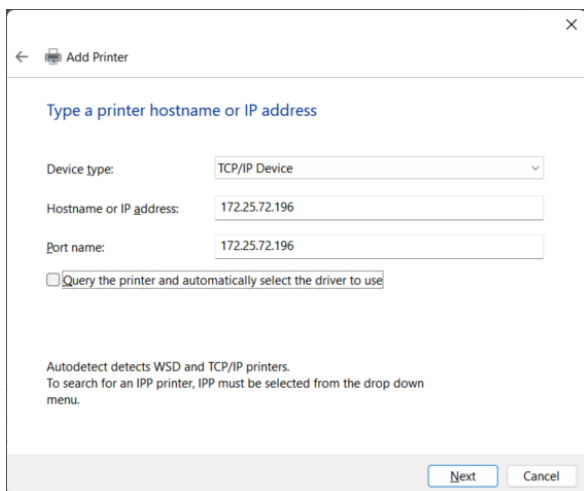 Add Printer
Type a printer hostname or IP address
Device type: TCP/IP Device
Hostname or IP address: 172.25.72.196
Port name: 172.25.72.196
Query the printer and automatically select the driver to use
Autodetect detects WSD and TCP/IP printers.
To search for an IPP printer, IPP must be selected from the drop down
menu.
Next Cancel